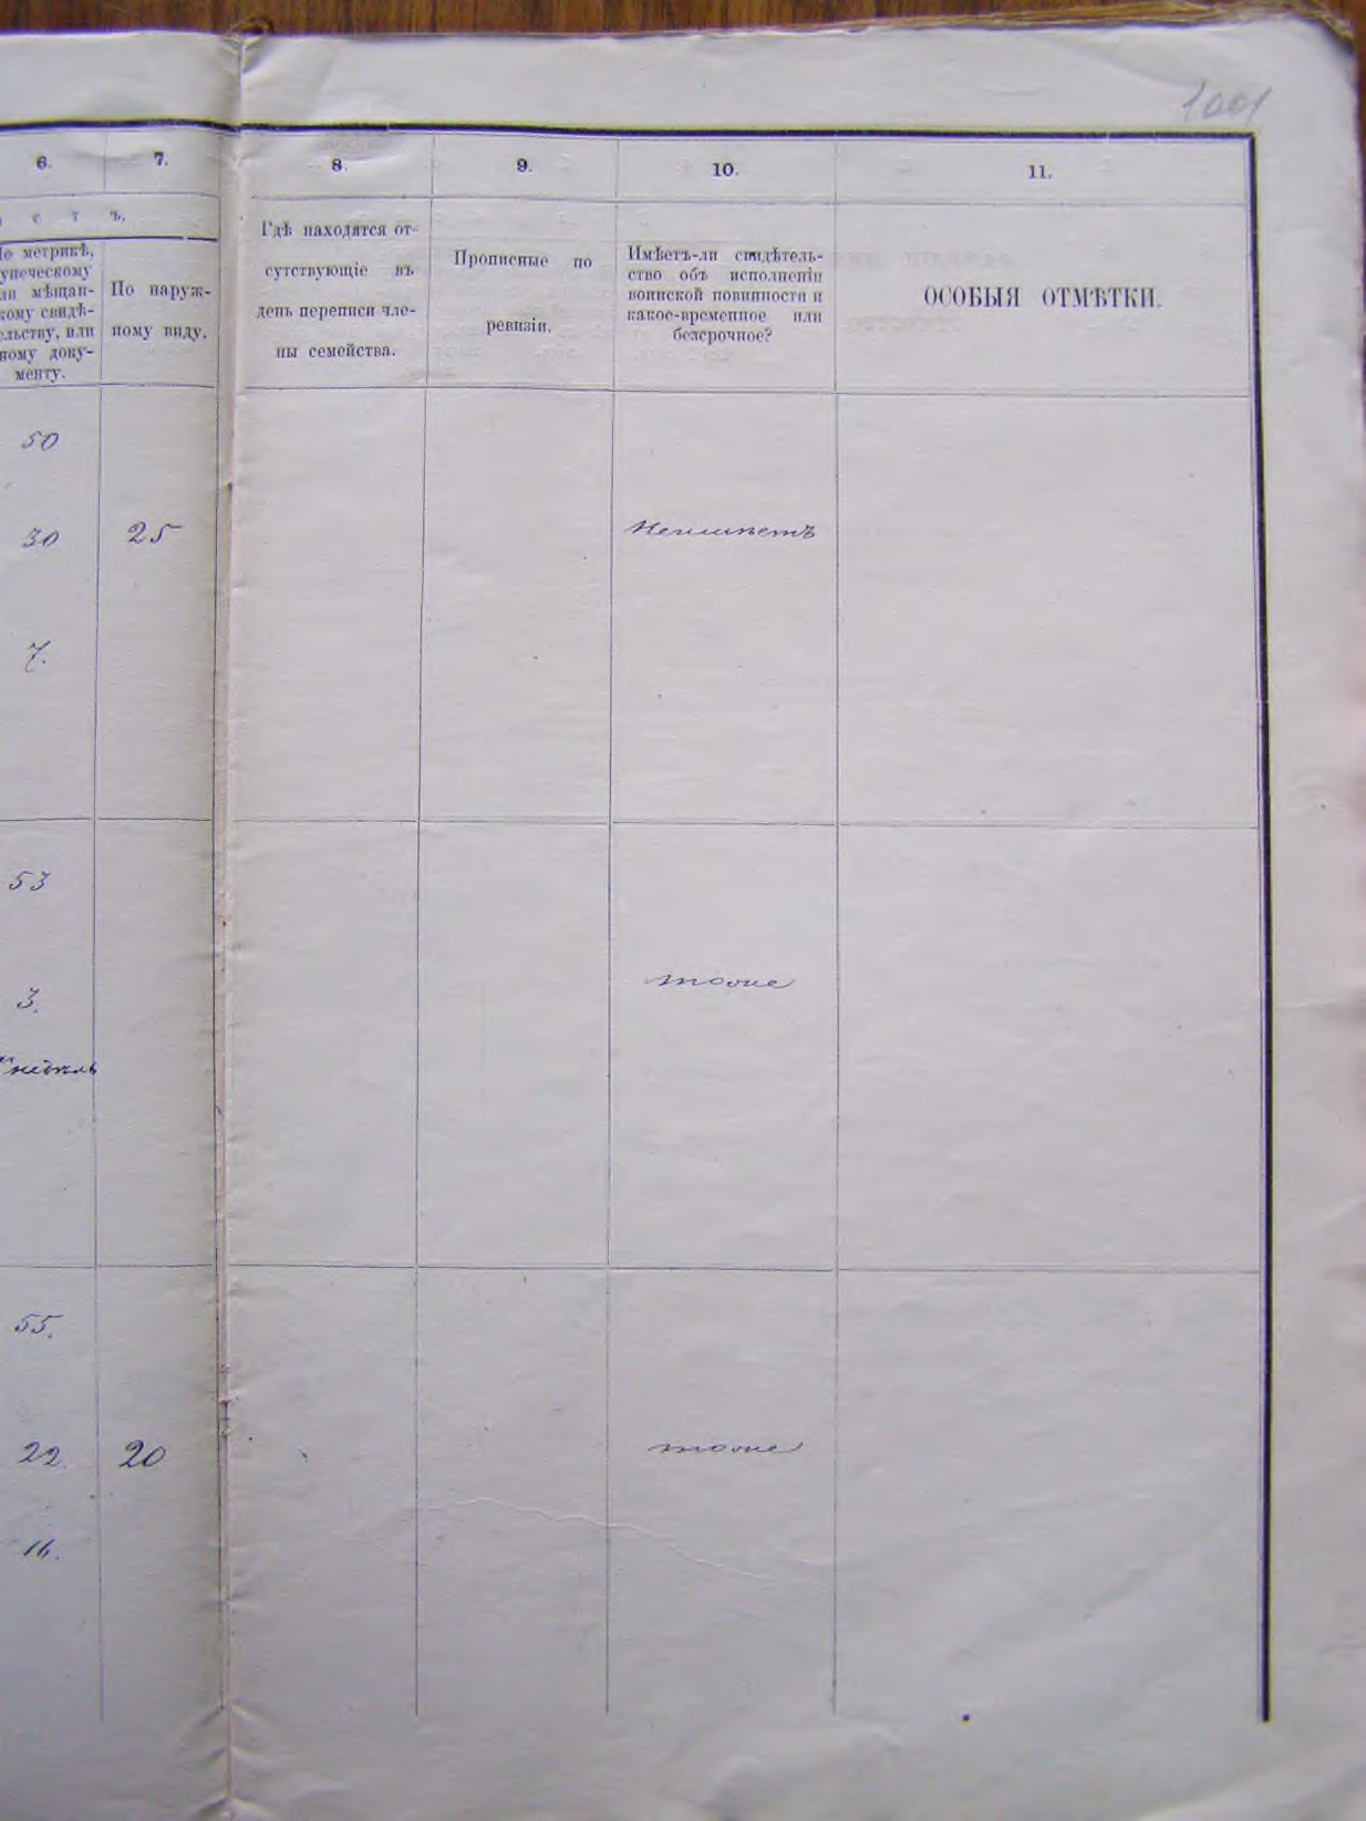 1001
6. 7. 8. 9. 10. 11.
с т ъ.
По метрикѣ,
купеческому
или мѣщан-
скому свидѣ-
тельству, или
иному доку-
менту.
По наруж-
ному виду.
Гдѣ находятся от-
сутствующіе въ
день переписи чле-
ны семейства.
Прописные по
ревизіи.
Имѣетъ-ли свидѣтель-
ство объ исполненіи
воинской повинности и
какое-временное или
безсрочное?
ОСОБЫЯ ОТМѢТКИ.
50
30 25 Неимѣетъ
7.
53
3. тоже
недѣль
55.
22. 20 тоже
16.